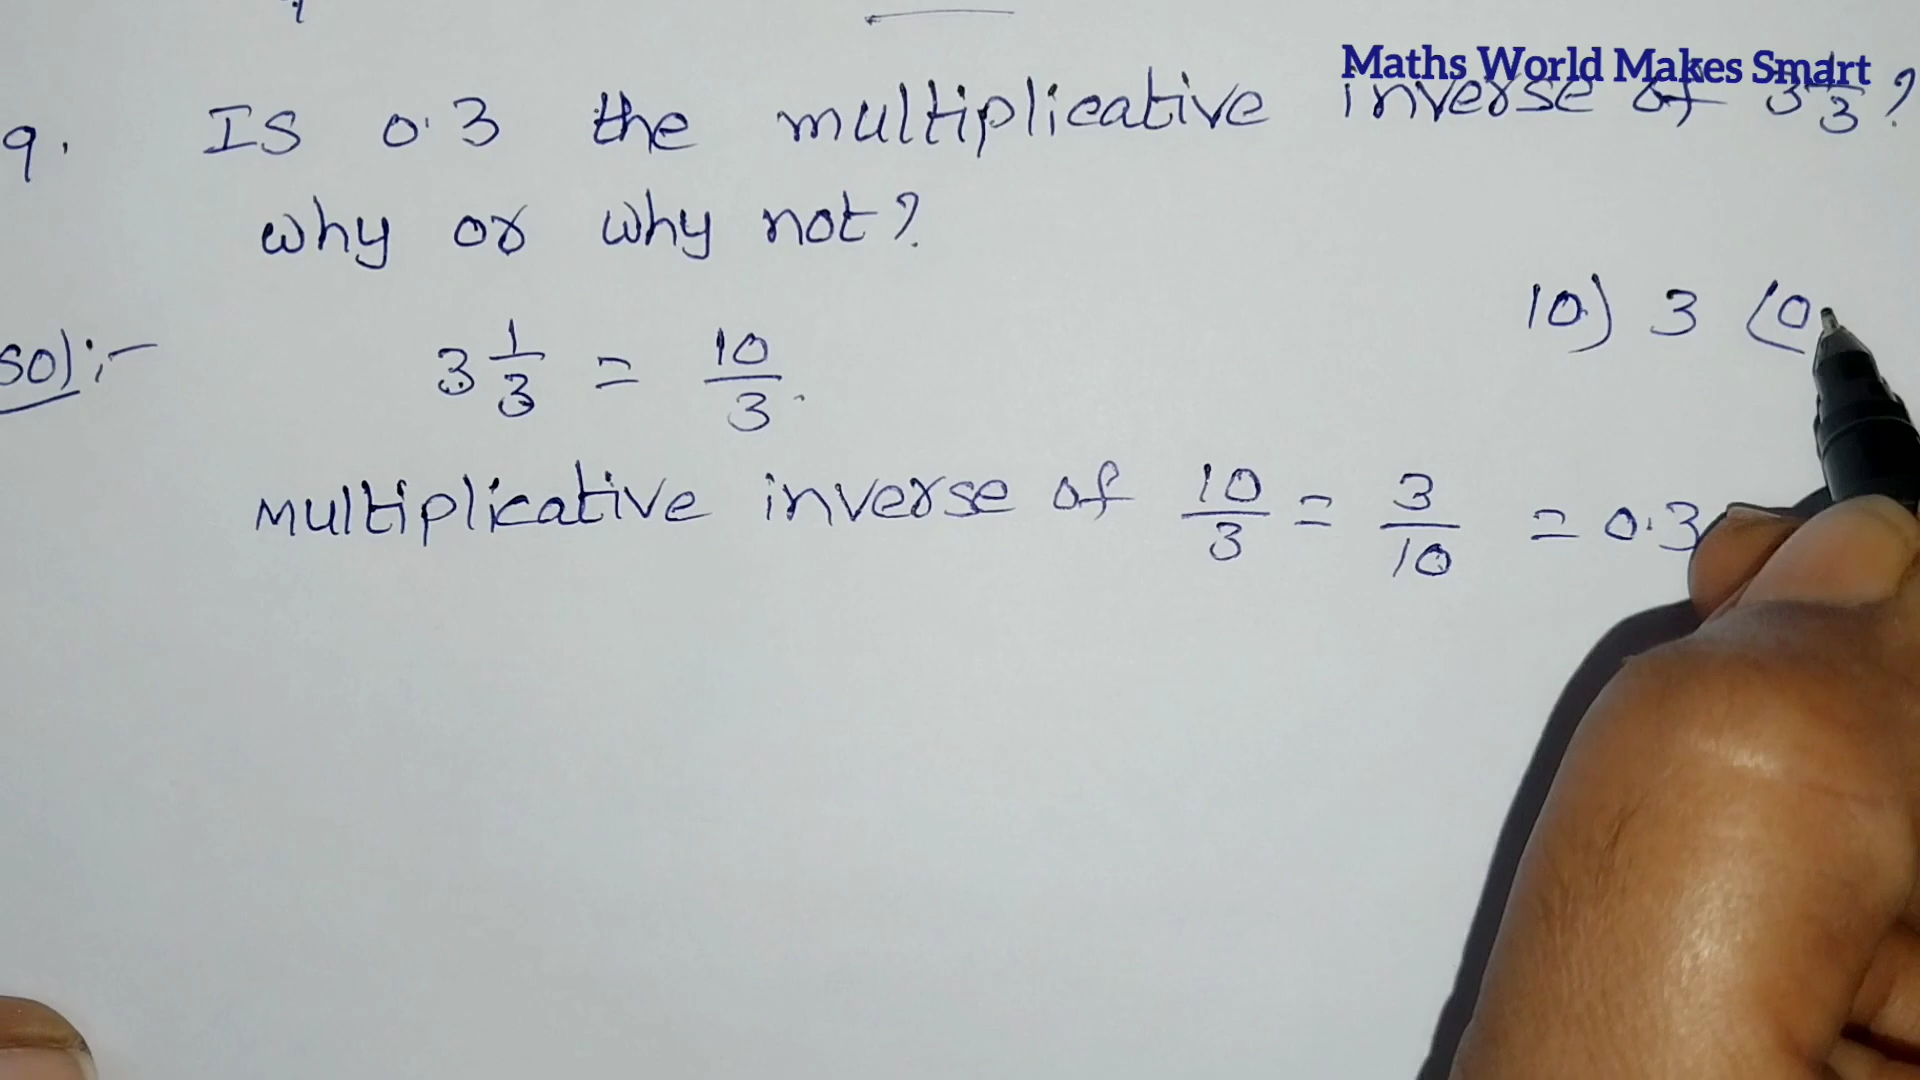 Maths World Makes Smart
9. Is 0.3 the multiplicative inverse of 3 1/3?
why or why not?
Sol:-
3 1/3 = 10/3.
10) 3 (0.
Multiplicative inverse of 10/3 = 3/10 = 0.3